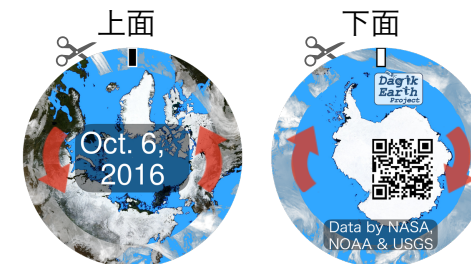 上面
下面
Oct. 6,
2016
Dagik
Earth
Project
Data by NASA,
NOAA & USGS